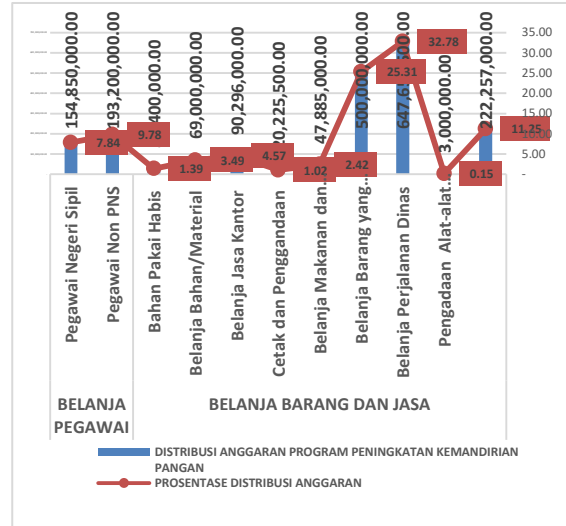 154,850,000.00
193,200,000.00
400,000.00
69,000,000.00
90,296,000.00
20,225,500.00
47,885,000.00
500,000,000.00
3,000,000.00
222,257,000.00
35.00
30.00
25.00
20.00
15.00
10.00
5.00
-
7.84
9.78
1.39
3.49
4.57
1.02
2.42
25.31
32.78
0.15
11.25
Pegawai Negeri Sipil
Pegawai Non PNS
Bahan Pakai Habis
Belanja Bahan/Material
Belanja Jasa Kantor
Cetak dan Penggandaan
Belanja Makanan dan…
Belanja Barang yang…
Belanja Perjalanan Dinas
Pengadaan Alat-alat…
BELANJA
PEGAWAI
BELANJA BARANG DAN JASA
DISTRIBUSI ANGGARAN PROGRAM PENINGKATAN KEMANDIRIAN
PANGAN
PROSENTASE DISTRIBUSI ANGGARAN